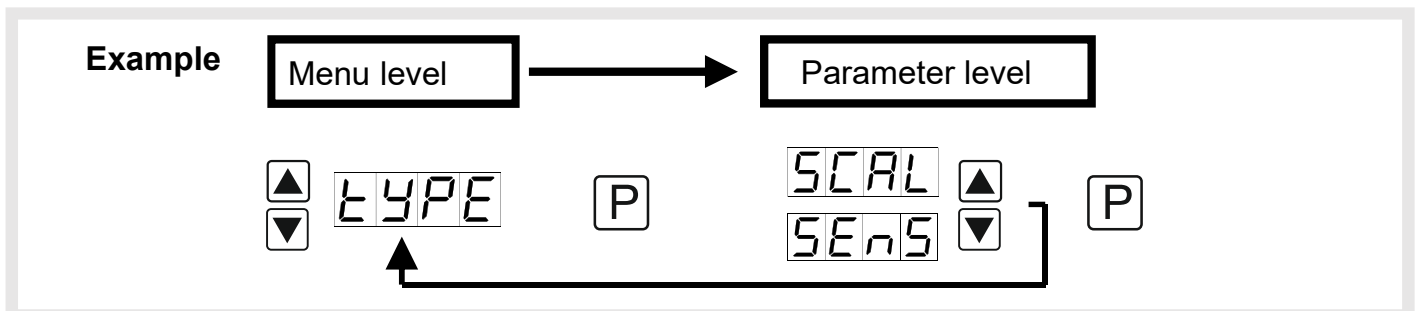 Example
Menu level
Parameter level
tYPE
P
SCAL
SEnS
P